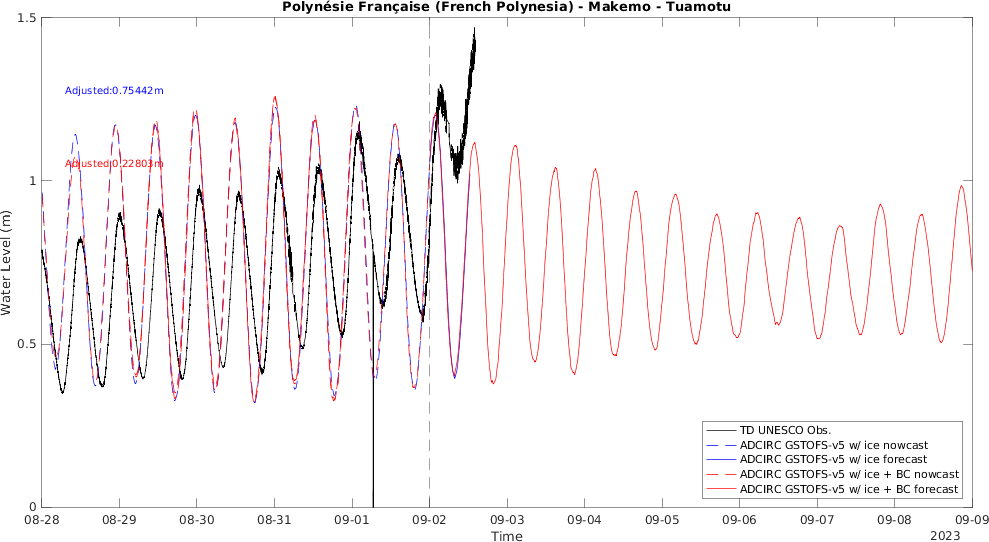 Polynésie Française (French Polynesia) - Makemo - Tuamotu
1.5
Adjusted:0.75442m
Adjusted:0.22803m
1
Water Level (m)
0.5
TD UNESCO Obs.
ADCIRC GSTOFS-v5 w/ ice nowcast
ADCIRC GSTOFS-v5 w/ ice forecast
ADCIRC GSTOFS-v5 w/ ice + BC nowcast
ADCIRC GSTOFS-v5 w/ ice + BC forecast
0
08-28 08-29 08-30 08-31 09-01 09-02 09-03 09-04 09-05 09-06 09-07 09-08 09-09
Time
2023